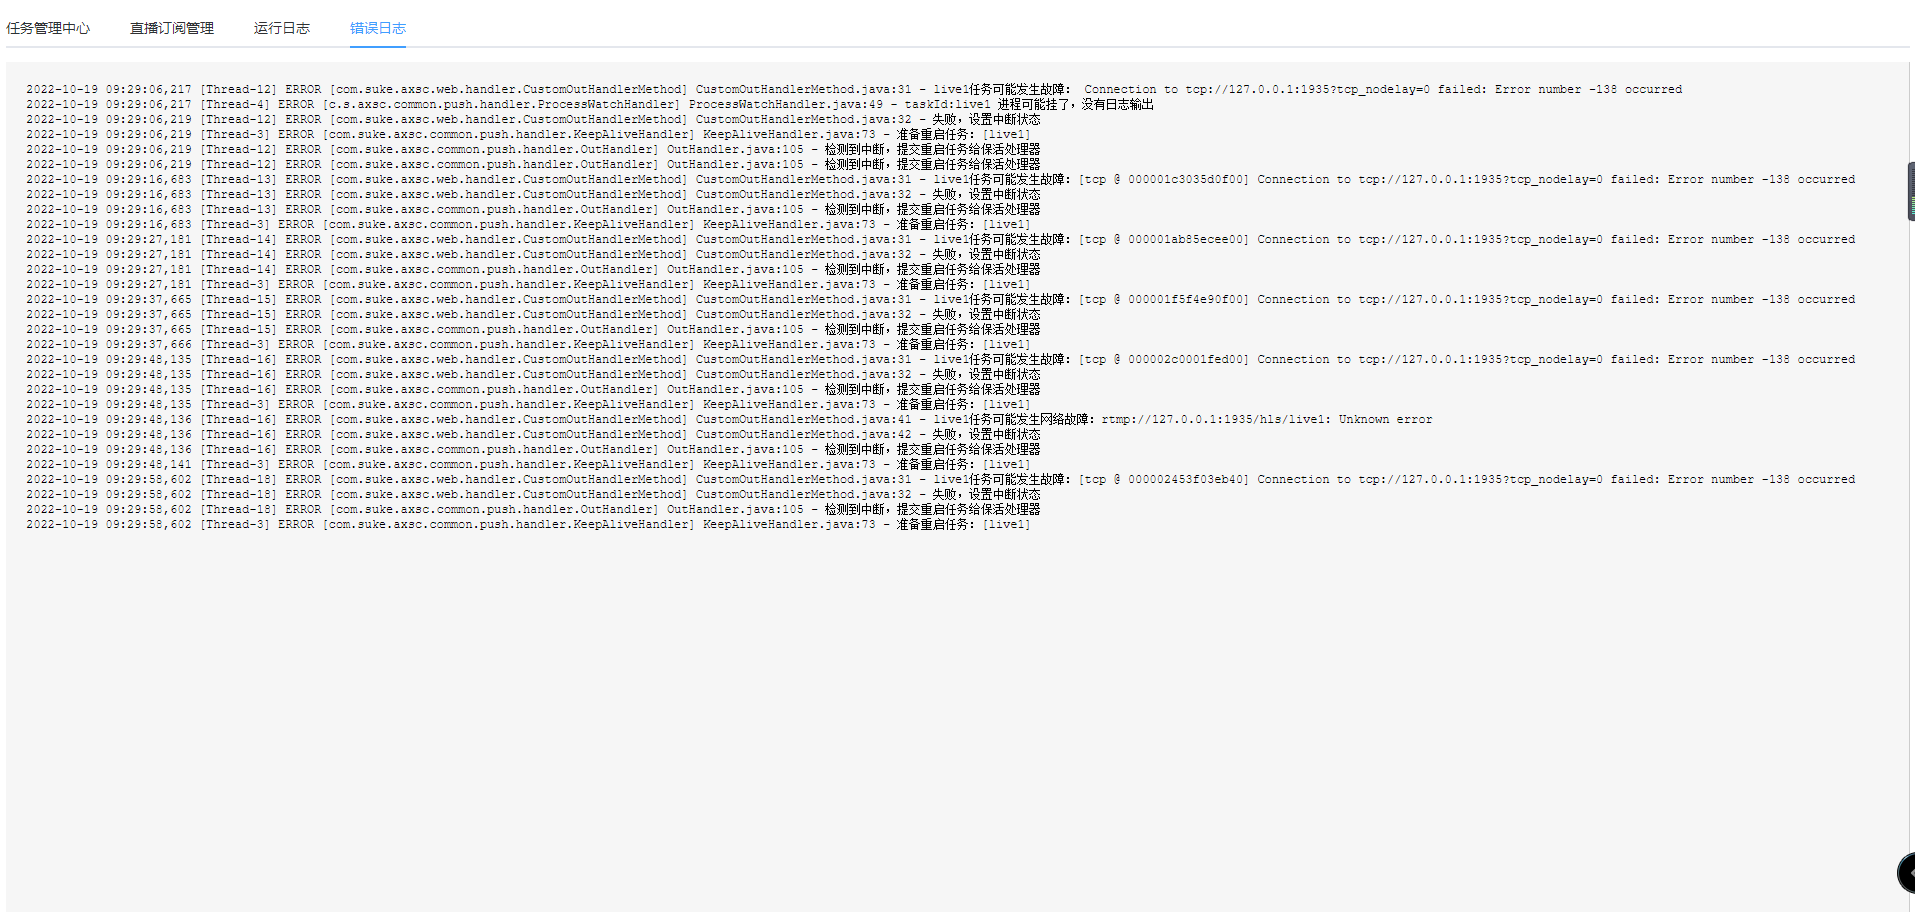 任务管理中心 直播订阅管理 运行日志 错误日志
2022-10-19 09:29:06,217 [Thread-12] ERROR [com.suke.axsc.web.handler.CustomOutHandlerMethod] CustomOutHandlerMethod.java:31 - live1任务可能发生故障： Connection to tcp://127.0.0.1:1935?tcp_nodelay=0 failed: Error number -138 occurred
2022-10-19 09:29:06,217 [Thread-4] ERROR [c.s.axsc.common.push.handler.ProcessWatchHandler] ProcessWatchHandler.java:49 - taskId:live1 进程可能挂了，没有日志输出
2022-10-19 09:29:06,219 [Thread-12] ERROR [com.suke.axsc.web.handler.CustomOutHandlerMethod] CustomOutHandlerMethod.java:32 - 失败，设置中断状态
2022-10-19 09:29:06,219 [Thread-3] ERROR [com.suke.axsc.common.push.handler.KeepAliveHandler] KeepAliveHandler.java:73 - 准备重启任务：[live1]
2022-10-19 09:29:06,219 [Thread-12] ERROR [com.suke.axsc.common.push.handler.OutHandler] OutHandler.java:105 - 检测到中断，提交重启任务给保活处理器
2022-10-19 09:29:06,219 [Thread-12] ERROR [com.suke.axsc.common.push.handler.OutHandler] OutHandler.java:105 - 检测到中断，提交重启任务给保活处理器
2022-10-19 09:29:16,683 [Thread-13] ERROR [com.suke.axsc.web.handler.CustomOutHandlerMethod] CustomOutHandlerMethod.java:31 - live1任务可能发生故障：[tcp @ 000001c3035d0f00] Connection to tcp://127.0.0.1:1935?tcp_nodelay=0 failed: Error number -138 occurred
2022-10-19 09:29:16,683 [Thread-13] ERROR [com.suke.axsc.web.handler.CustomOutHandlerMethod] CustomOutHandlerMethod.java:32 - 失败，设置中断状态
2022-10-19 09:29:16,683 [Thread-13] ERROR [com.suke.axsc.common.push.handler.OutHandler] OutHandler.java:105 - 检测到中断，提交重启任务给保活处理器
2022-10-19 09:29:16,683 [Thread-3] ERROR [com.suke.axsc.common.push.handler.KeepAliveHandler] KeepAliveHandler.java:73 - 准备重启任务：[live1]
2022-10-19 09:29:27,181 [Thread-14] ERROR [com.suke.axsc.web.handler.CustomOutHandlerMethod] CustomOutHandlerMethod.java:31 - live1任务可能发生故障：[tcp @ 000001ab85ecee00] Connection to tcp://127.0.0.1:1935?tcp_nodelay=0 failed: Error number -138 occurred
2022-10-19 09:29:27,181 [Thread-14] ERROR [com.suke.axsc.web.handler.CustomOutHandlerMethod] CustomOutHandlerMethod.java:32 - 失败，设置中断状态
2022-10-19 09:29:27,181 [Thread-14] ERROR [com.suke.axsc.common.push.handler.OutHandler] OutHandler.java:105 - 检测到中断，提交重启任务给保活处理器
2022-10-19 09:29:27,181 [Thread-3] ERROR [com.suke.axsc.common.push.handler.KeepAliveHandler] KeepAliveHandler.java:73 - 准备重启任务：[live1]
2022-10-19 09:29:37,665 [Thread-15] ERROR [com.suke.axsc.web.handler.CustomOutHandlerMethod] CustomOutHandlerMethod.java:31 - live1任务可能发生故障：[tcp @ 000001f5f4e90f00] Connection to tcp://127.0.0.1:1935?tcp_nodelay=0 failed: Error number -138 occurred
2022-10-19 09:29:37,665 [Thread-15] ERROR [com.suke.axsc.web.handler.CustomOutHandlerMethod] CustomOutHandlerMethod.java:32 - 失败，设置中断状态
2022-10-19 09:29:37,665 [Thread-15] ERROR [com.suke.axsc.common.push.handler.OutHandler] OutHandler.java:105 - 检测到中断，提交重启任务给保活处理器
2022-10-19 09:29:37,666 [Thread-3] ERROR [com.suke.axsc.common.push.handler.KeepAliveHandler] KeepAliveHandler.java:73 - 准备重启任务：[live1]
2022-10-19 09:29:48,135 [Thread-16] ERROR [com.suke.axsc.web.handler.CustomOutHandlerMethod] CustomOutHandlerMethod.java:31 - live1任务可能发生故障：[tcp @ 000002c0001fed00] Connection to tcp://127.0.0.1:1935?tcp_nodelay=0 failed: Error number -138 occurred
2022-10-19 09:29:48,135 [Thread-16] ERROR [com.suke.axsc.web.handler.CustomOutHandlerMethod] CustomOutHandlerMethod.java:32 - 失败，设置中断状态
2022-10-19 09:29:48,135 [Thread-16] ERROR [com.suke.axsc.common.push.handler.OutHandler] OutHandler.java:105 - 检测到中断，提交重启任务给保活处理器
2022-10-19 09:29:48,135 [Thread-3] ERROR [com.suke.axsc.common.push.handler.KeepAliveHandler] KeepAliveHandler.java:73 - 准备重启任务：[live1]
2022-10-19 09:29:48,136 [Thread-16] ERROR [com.suke.axsc.web.handler.CustomOutHandlerMethod] CustomOutHandlerMethod.java:41 - live1任务可能发生网络故障：rtmp://127.0.0.1:1935/hls/live1: Unknown error
2022-10-19 09:29:48,136 [Thread-16] ERROR [com.suke.axsc.web.handler.CustomOutHandlerMethod] CustomOutHandlerMethod.java:42 - 失败，设置中断状态
2022-10-19 09:29:48,136 [Thread-16] ERROR [com.suke.axsc.common.push.handler.OutHandler] OutHandler.java:105 - 检测到中断，提交重启任务给保活处理器
2022-10-19 09:29:48,141 [Thread-3] ERROR [com.suke.axsc.common.push.handler.KeepAliveHandler] KeepAliveHandler.java:73 - 准备重启任务：[live1]
2022-10-19 09:29:58,602 [Thread-18] ERROR [com.suke.axsc.web.handler.CustomOutHandlerMethod] CustomOutHandlerMethod.java:31 - live1任务可能发生故障：[tcp @ 000002453f03eb40] Connection to tcp://127.0.0.1:1935?tcp_nodelay=0 failed: Error number -138 occurred
2022-10-19 09:29:58,602 [Thread-18] ERROR [com.suke.axsc.web.handler.CustomOutHandlerMethod] CustomOutHandlerMethod.java:32 - 失败，设置中断状态
2022-10-19 09:29:58,602 [Thread-18] ERROR [com.suke.axsc.common.push.handler.OutHandler] OutHandler.java:105 - 检测到中断，提交重启任务给保活处理器
2022-10-19 09:29:58,602 [Thread-3] ERROR [com.suke.axsc.common.push.handler.KeepAliveHandler] KeepAliveHandler.java:73 - 准备重启任务：[live1]